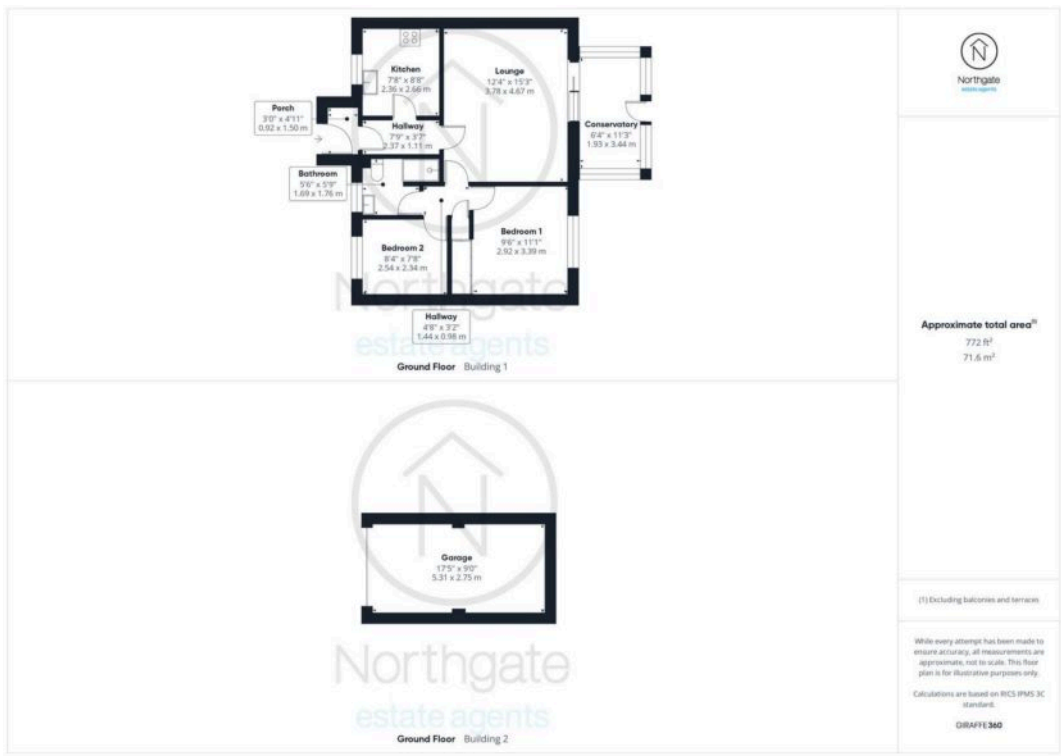 Kitchen
7'8" x 8'8"
2.36 x 2.66 m
Lounge
12'4" x 15'3"
3.78 x 4.67 m
Porch
3'0" x 4'11"
0.92 x 1.50 m
Hallway
7'9" x 3'7"
2.37 x 1.11 m
Conservatory
6'4" x 11'3"
1.93 x 3.44 m
Bathroom
5'6" x 5'9"
1.69 x 1.76 m
Bedroom 1
9'6" x 11'1"
2.92 x 3.39 m
Bedroom 2
8'4" x 7'8"
2.54 x 2.34 m
Northgate
estate agents
Hallway
4'8" x 3'2"
1.44 x 0.98 m
Ground Floor Building 1
Garage
17'5" x 9'0"
5.31 x 2.75 m
Northgate
estate agents
Ground Floor Building 2
Northgate
estate agents
Approximate total area(1)
772 ft²
71.6 m²
(1) Excluding balconies and terraces
While every attempt has been made to
ensure accuracy, all measurements are
approximate, not to scale. This floor
plan is for illustrative purposes only.
Calculations are based on RICS IPMS 3C
standard.
GIRAFFE360